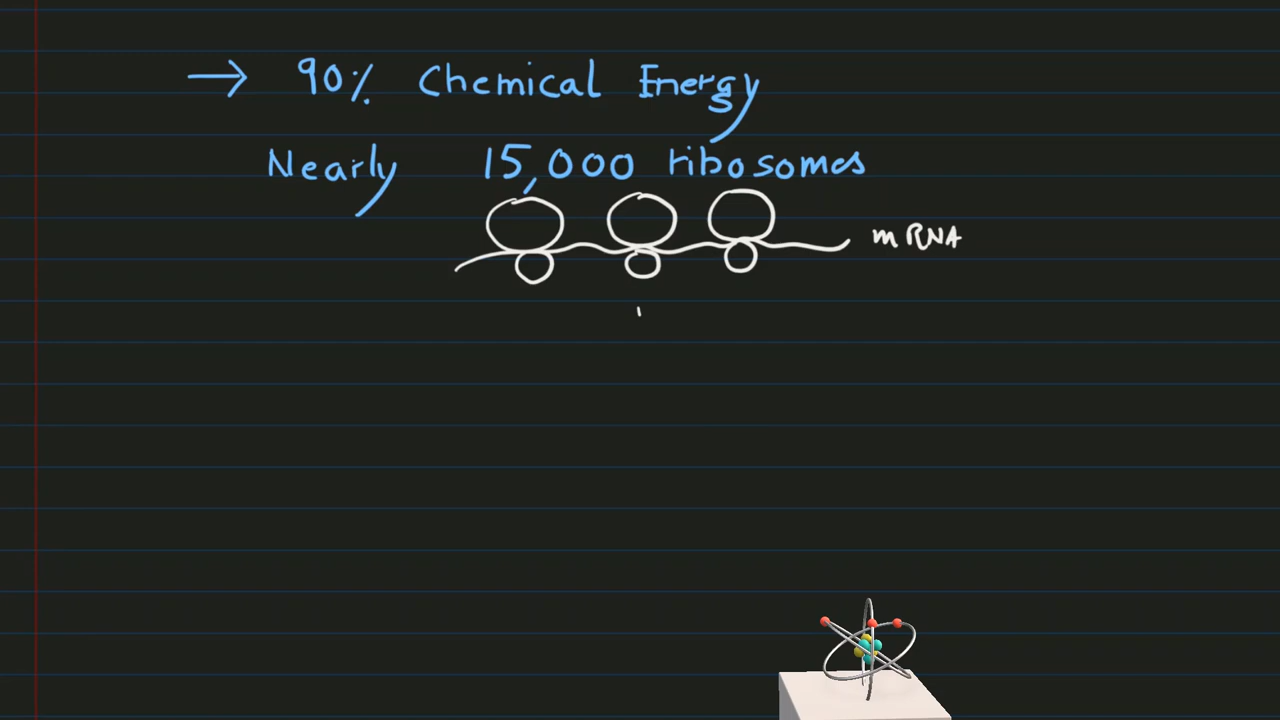 → 90% Chemical Energy
Nearly 15,000 ribosomes
mRNA